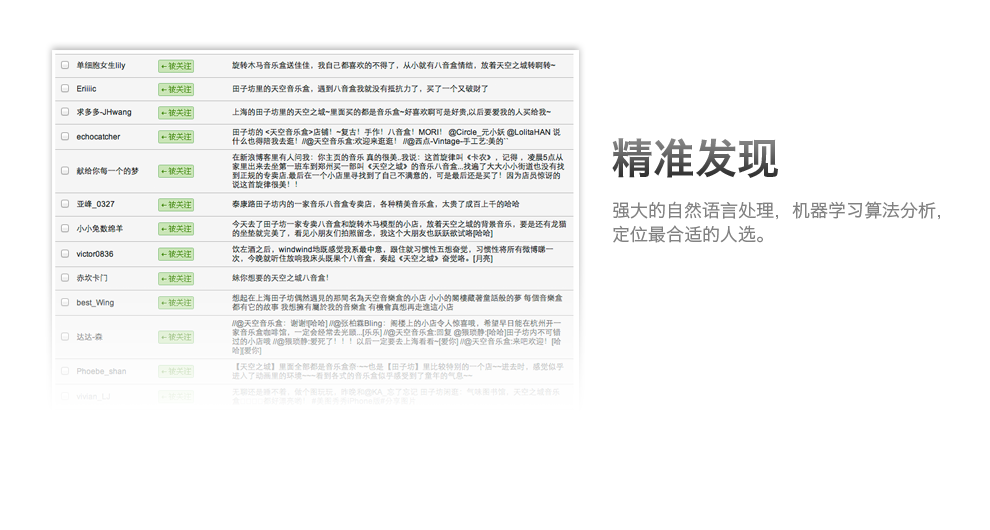 单细胞女生lily
被关注
旋转木马音乐盒送佳佳，我自己都喜欢的不得了，从小就有八音盒情结，放着天空之城转啊转~
Eriiiic
被关注
田子坊里的天空音乐盒，遇到八音盒我就没有抵抗力了，买了一个又破财了
求多多-JHwang
被关注
上海的田子坊里的天空之城~里面买的都是音乐盒~好喜欢啊可是好贵,以后要爱我的人买给我~
echocatcher
被关注
田子坊的 <天空音乐盒>店铺！~复古！手作！八音盒！MORI！ @Circle_元小妖 @LolitaHAN 说
什么也得陪我去逛！//@天空音乐盒:欢迎来逛逛！ //@西点-Vintage-手工艺:美的``
献给你每一个的梦
被关注
在新浪博客里有人问我：你主页的音乐 真的很美..我说：这首旋律叫《卡农》，记得，凌晨5点从
家里出来去坐第一班车到郑州买一部叫《天空之城》的音乐八音盒...我遍了大大小小街道也没有找
到正规的专卖店.最后在一个小店里寻找到了自己不满意的，可是最后还是买了！因为店员惊讶的
说这首旋律很美！！
亚峰_0327
被关注
泰康路田子坊内的一家音乐八音盒专卖店，各种精美音乐盒，太贵了成百上千的哈哈
小小兔数绵羊
被关注
今天去了田子坊一家专卖八音盒和旋转木马模型的小店，放着天空之城的背景音乐，要是还有龙猫
的坐垫就完美了，看见小朋友们拍照留念，我这个大朋友也跃跃欲试咯[哈哈]
victor0836
被关注
饮左酒之后，windwind地既感觉我系最中意，跟住就习惯性五想奋觉，习惯性将所有微博睇一
次，今晚就听住放响我床头既果个八音盒，奏起《天空之城》奋觉咯。[月亮]
赤坎卡门
被关注
妹你想要的天空之城八音盒！
best_Wing
被关注
想起在上海田子坊偶然遇見的那間名為天空音樂盒的小店 小小的閣樓藏著童話般的夢 每個音樂盒
都有它的故事 我想擁有屬於我的音樂盒 有機會真想再走進這小店
达达-森
被关注
//@天空音乐盒：谢谢![哈哈] //@张柏霖Bling：阁楼上的小店令人惊喜哦，希望早日能在杭州开一
家音乐盒咖啡馆，一定会经常去光顾...[乐乐] //@天空音乐盒:回复 @猴琐静:[哈哈]田子坊内不可错
过的小店哦 //@猴琐静:爱死了！！！以后一定要去上海看看~[爱你] //@天空音乐盒:来吧欢迎！[哈
哈][爱你]
Phoebe_shan
被关注
【天空之城】里面全部都是音乐盒奈 ~~也是【田子坊】里比较特别的一个店~~进去时，感觉似乎
进入了动画里的环境~~~看到各式的音乐盒似乎感受到了童年的气息~~
被关注
精准发现
强大的自然语言处理，机器学习算法分析，
定位最合适的人选。